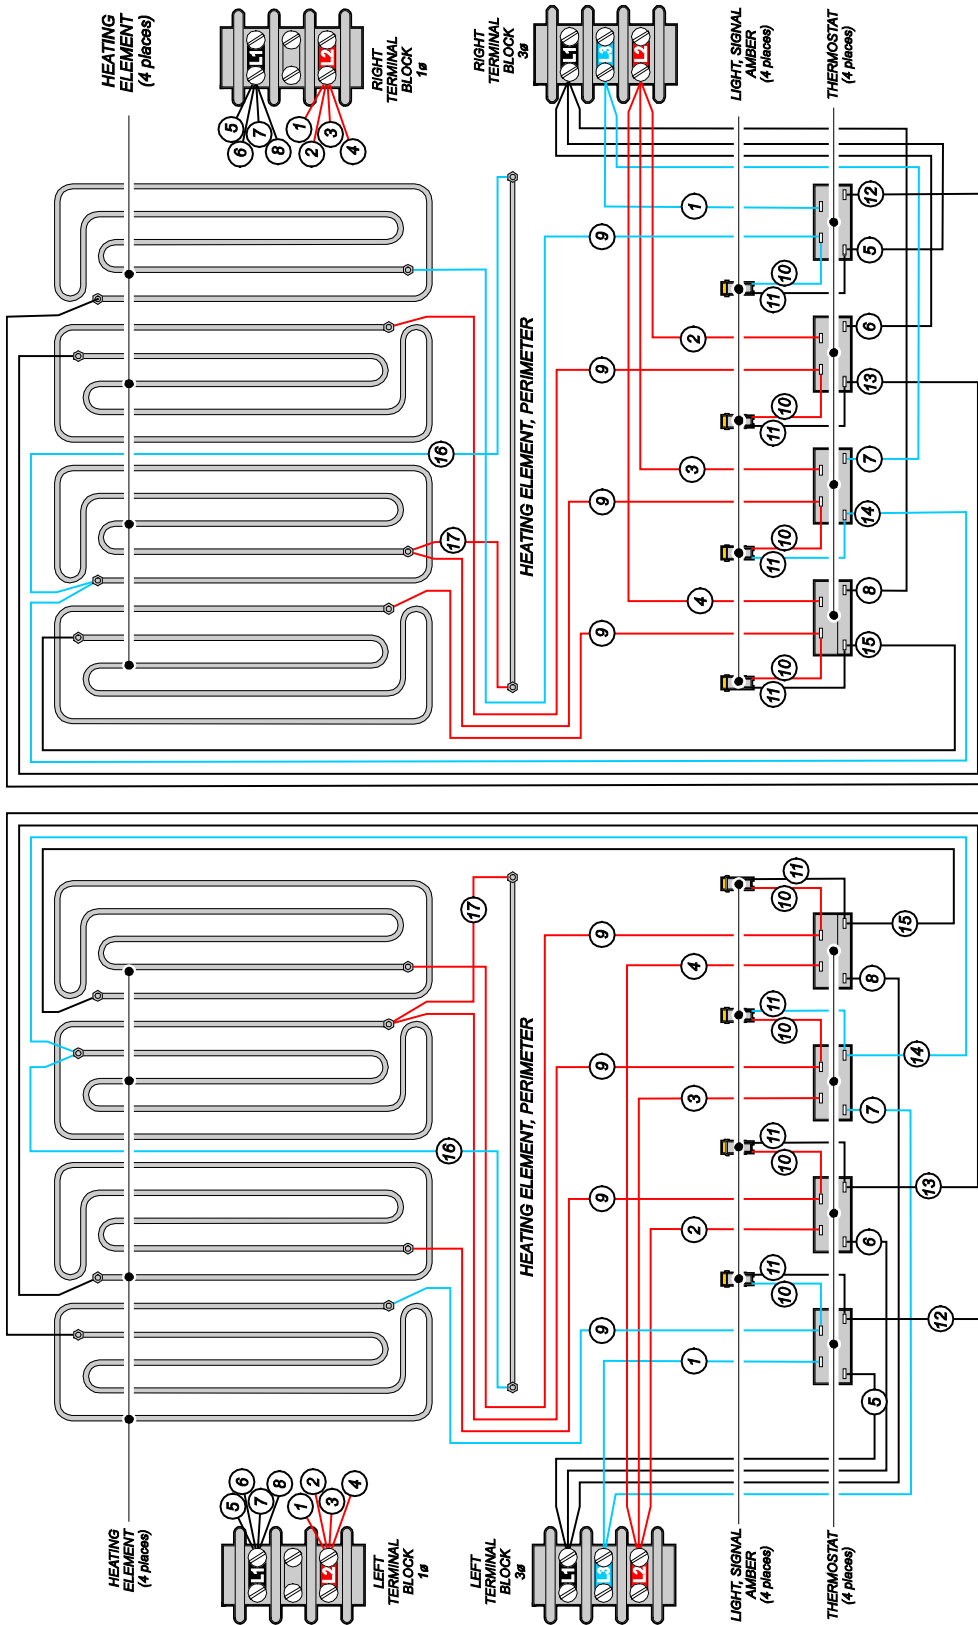 HEATING
ELEMENT
(4 places)
L1
L2
RIGHT
TERMINAL
BLOCK
1ø
5
6
7
8
1
2
3
4
RIGHT
TERMINAL
BLOCK
3ø
L1
L3
L2
LIGHT, SIGNAL
AMBER
(4 places)
THERMOSTAT
(4 places)
HEATING ELEMENT, PERIMETER
16
17
1
9
10
11
12
5
2
9
10
11
6
13
3
9
10
11
7
14
4
9
10
11
8
15
HEATING ELEMENT, PERIMETER
17
16
9
4
11
10
15
8
9
3
11
10
14
7
9
2
11
10
13
6
9
1
11
10
12
5
HEATING
ELEMENT
(4 places)
L1
L2
LEFT
TERMINAL
BLOCK
1ø
5
6
7
8
1
2
3
4
LEFT
TERMINAL
BLOCK
3ø
L1
L3
L2
LIGHT, SIGNAL
AMBER
(4 places)
THERMOSTAT
(4 places)